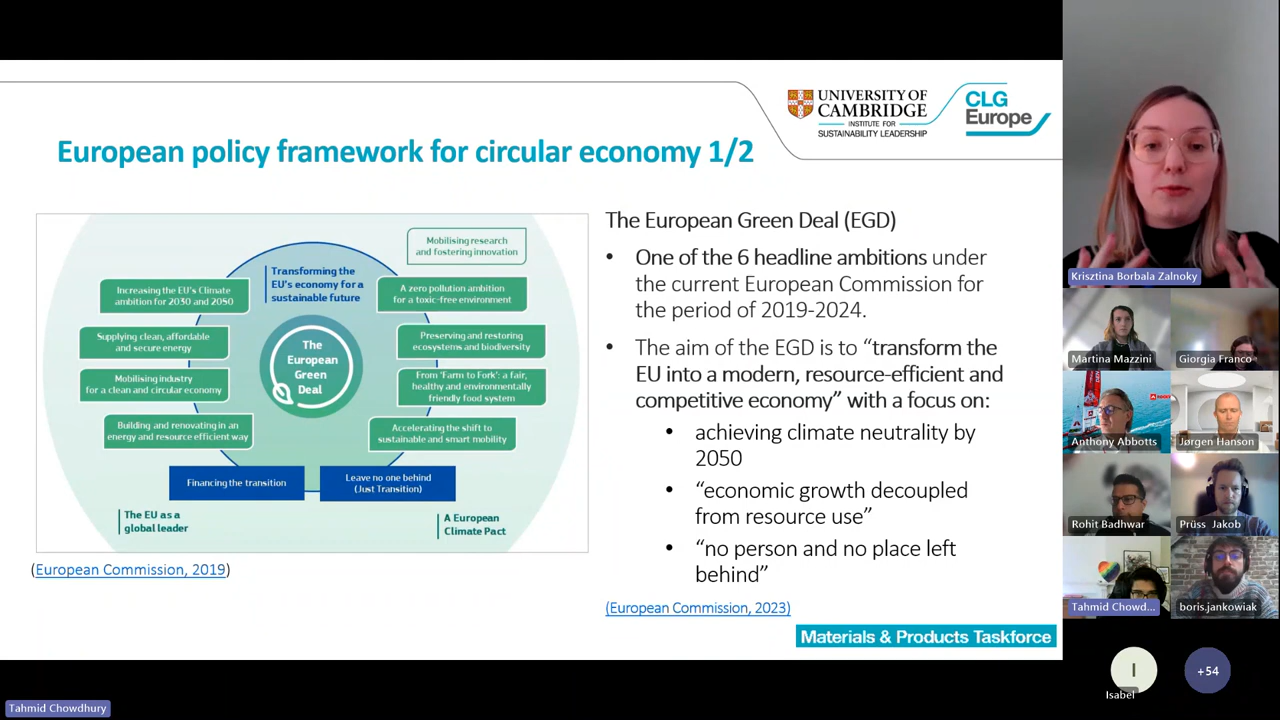 UNIVERSITY OF
CAMBRIDGE
INSTITUTE FOR
SUSTAINABILITY LEADERSHIP
CLG
Europe
European policy framework for circular economy 1/2
Mobilising research
and fostering innovation
Transforming the
EU's economy for a
sustainable future
Increasing the EU's Climate
ambition for 2030 and 2050
A zero pollution ambition
for a toxic-free environment
Supplying clean, affordable
and secure energy
Preserving and restoring
ecosystems and biodiversity
The
European
Green
Deal
Mobilising industry
for a clean and circular economy
From 'Farm to Fork': a fair,
healthy and environmentally
friendly food system
Building and renovating in an
energy and resource efficient way
Accelerating the shift to
sustainable and smart mobility
Financing the transition
Leave no one behind
(Just Transition)
The EU as a
global leader
A European
Climate Pact
(European Commission, 2019)
The European Green Deal (EGD)
• One of the 6 headline ambitions under
the current European Commission for
the period of 2019-2024.
• The aim of the EGD is to “transform the
EU into a modern, resource-efficient and
competitive economy” with a focus on:
• achieving climate neutrality by
2050
• “economic growth decoupled
from resource use”
• “no person and no place left
behind”
(European Commission, 2023)
Materials & Products Taskforce
Krisztina Borbala Zalnoky
Martina Mazzini
Giorgia Franco
Anthony Abbotts
Jørgen Hanson
Rohit Badhwar
Prüss Jakob
Tahmid Chowd...
boris.jankowiak
I
Isabel
+54
Tahmid Chowdhury